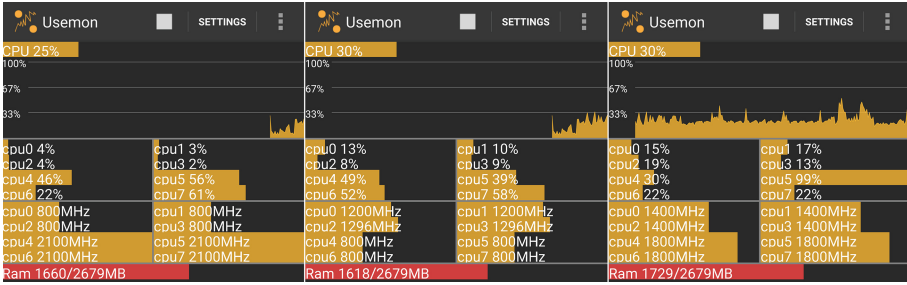 Usemon SETTINGS
CPU 25%
100%
67%
33%
cpu0 4% cpu1 3%
cpu2 4% cpu3 2%
cpu4 46% cpu5 56%
cpu6 22% cpu7 61%
cpu0 800MHz cpu1 800MHz
cpu2 800MHz cpu3 800MHz
cpu4 2100MHz cpu5 2100MHz
cpu6 2100MHz cpu7 2100MHz
Ram 1660/2679MB
Usemon SETTINGS
CPU 30%
100%
67%
33%
cpu0 13% cpu1 10%
cpu2 8% cpu3 9%
cpu4 49% cpu5 39%
cpu6 52% cpu7 58%
cpu0 1200MHz cpu1 1200MHz
cpu2 1296MHz cpu3 1296MHz
cpu4 800MHz cpu5 800MHz
cpu6 800MHz cpu7 800MHz
Ram 1618/2679MB
Usemon SETTINGS
CPU 30%
100%
67%
33%
cpu0 15% cpu1 17%
cpu2 19% cpu3 13%
cpu4 30% cpu5 99%
cpu6 22% cpu7 22%
cpu0 1400MHz cpu1 1400MHz
cpu2 1400MHz cpu3 1400MHz
cpu4 1800MHz cpu5 1800MHz
cpu6 1800MHz cpu7 1800MHz
Ram 1729/2679MB